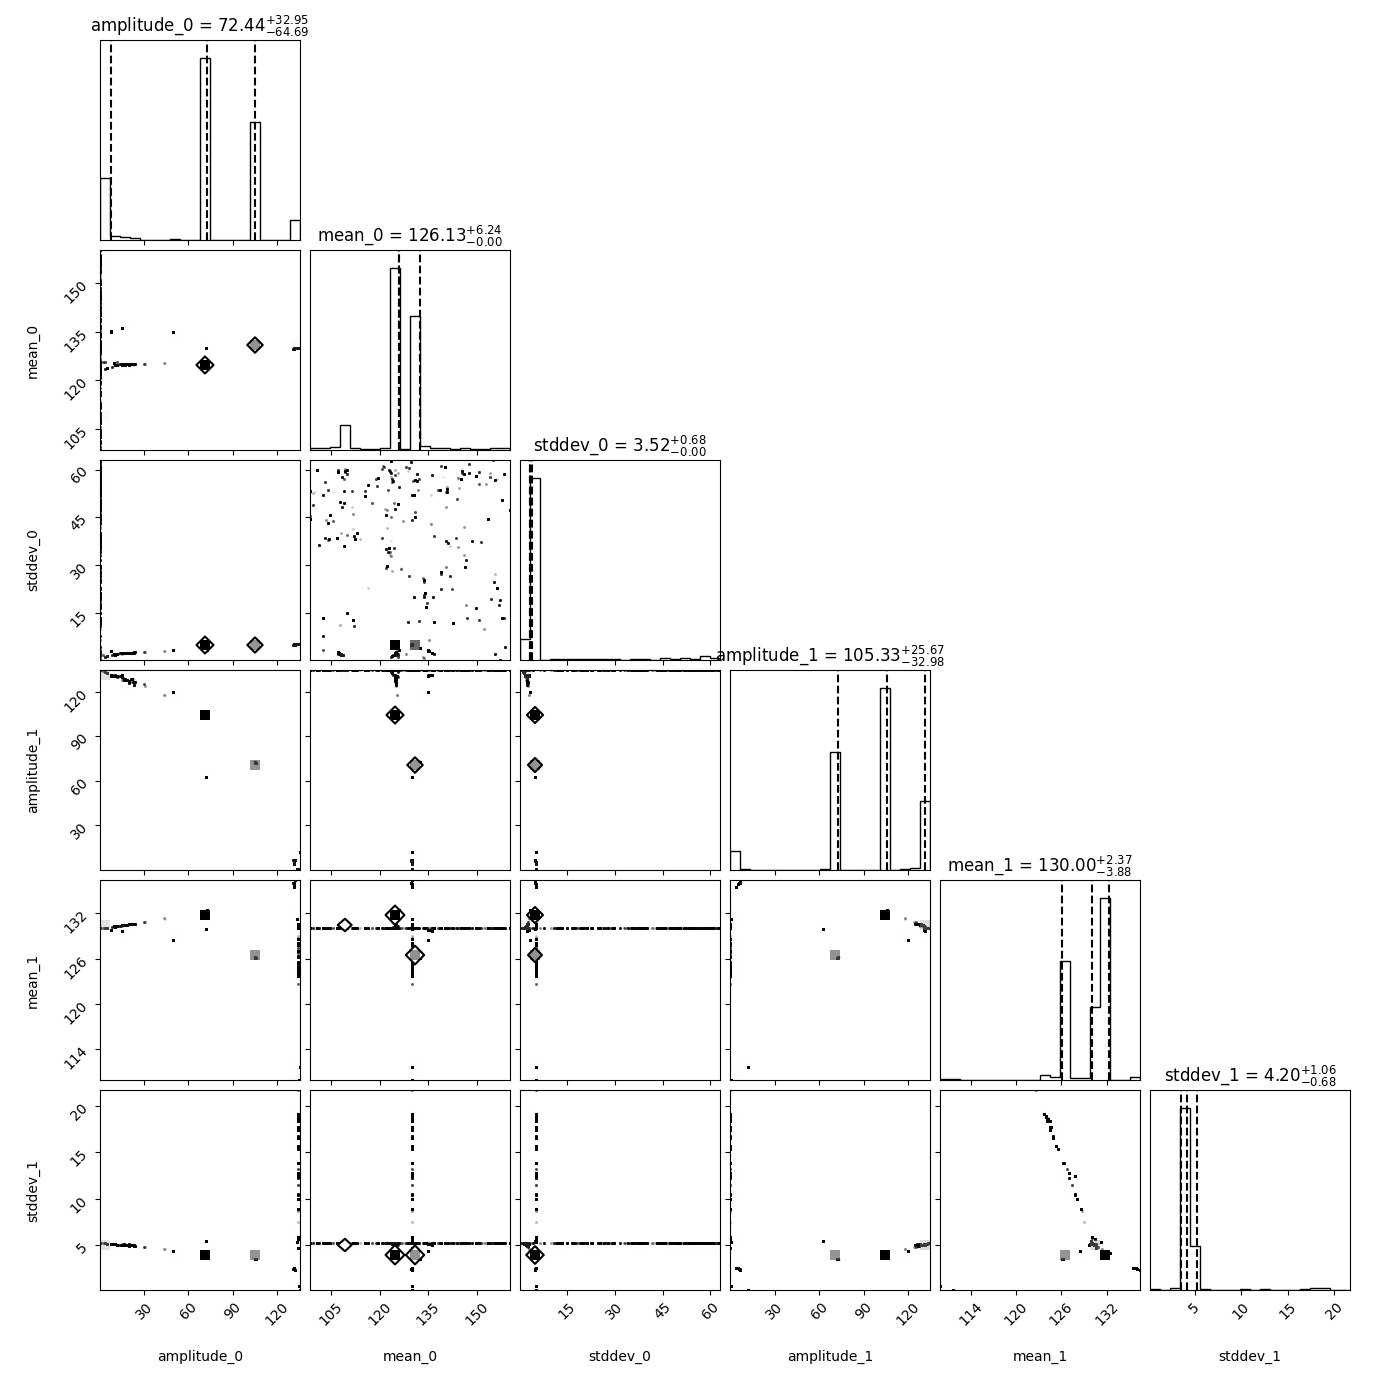 amplitude_0 = 72.44+32.95−64.69
mean_0 = 126.13+6.24−0.00
150
135
120
105
mean_0
stddev_0 = 3.52+0.68−0.00
60
45
30
15
stddev_0
amplitude_1 = 105.33+25.67−32.98
120
90
60
30
amplitude_1
mean_1 = 130.00+2.37−3.88
132
126
120
114
mean_1
stddev_1 = 4.20+1.06−0.68
20
15
10
5
stddev_1
30 60 90 120 105 120 135 150 15 30 45 60 30 60 90 120 114 120 126 132 5 10 15 20
amplitude_0 mean_0 stddev_0 amplitude_1 mean_1 stddev_1